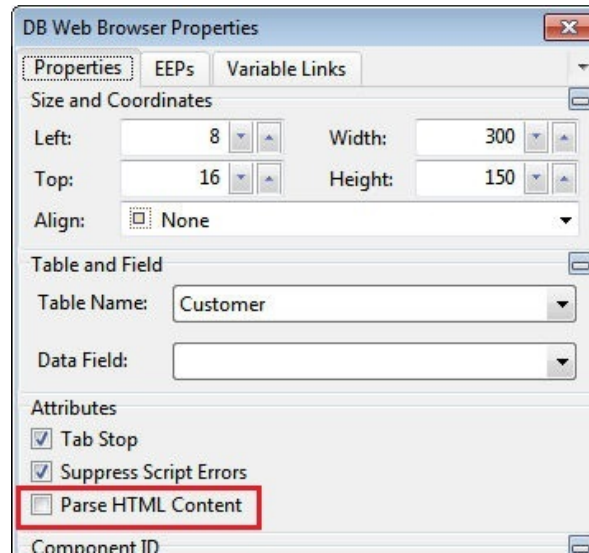 DB Web Browser Properties
Properties EEPs Variable Links
Size and Coordinates
Left: 8 Width: 300
Top: 16 Height: 150
Align: None
Table and Field
Table Name: Customer
Data Field:
Attributes
Tab Stop
Suppress Script Errors
Parse HTML Content
Component ID